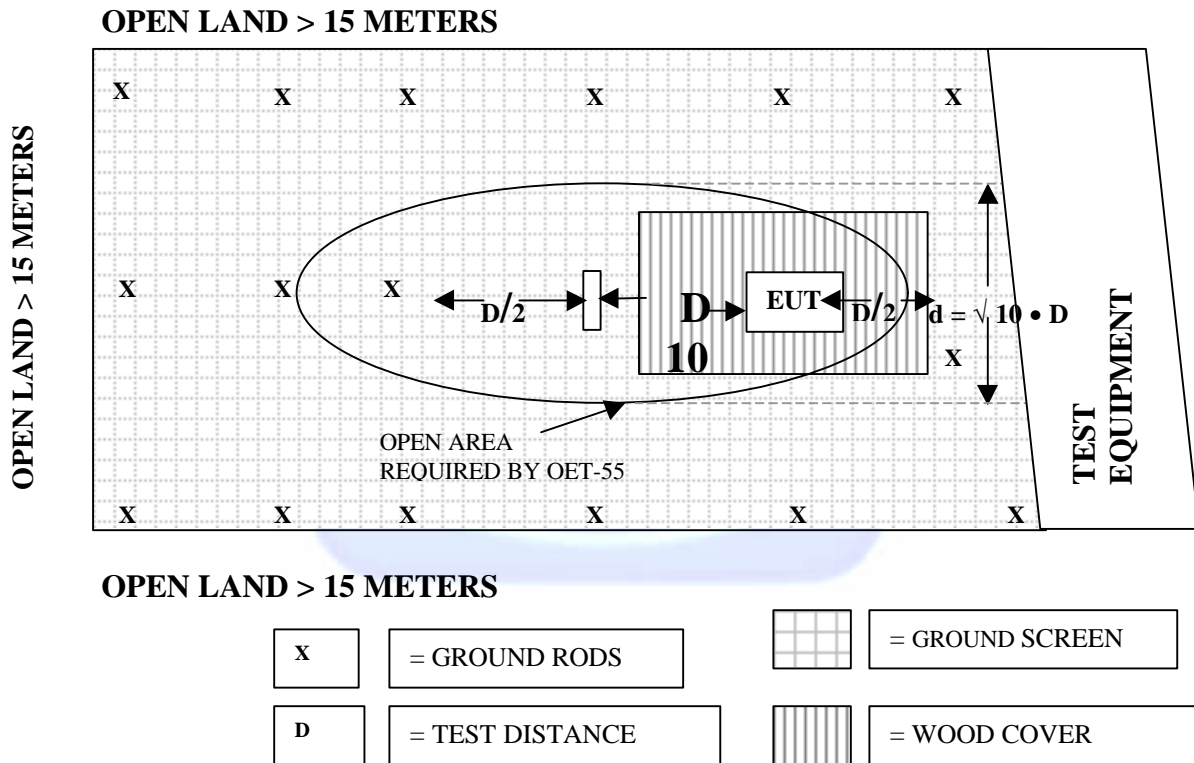 OPEN LAND > 15 METERS
OPEN LAND > 15 METERS
X X X X X X
X X X
D/2
D
10
EUT
D/2
d = √ 10 • D
X
OPEN AREA
REQUIRED BY OET-55
TEST
EQUIPMENT
X X X X X X
OPEN LAND > 15 METERS
X = GROUND RODS
= GROUND SCREEN
D = TEST DISTANCE
= WOOD COVER